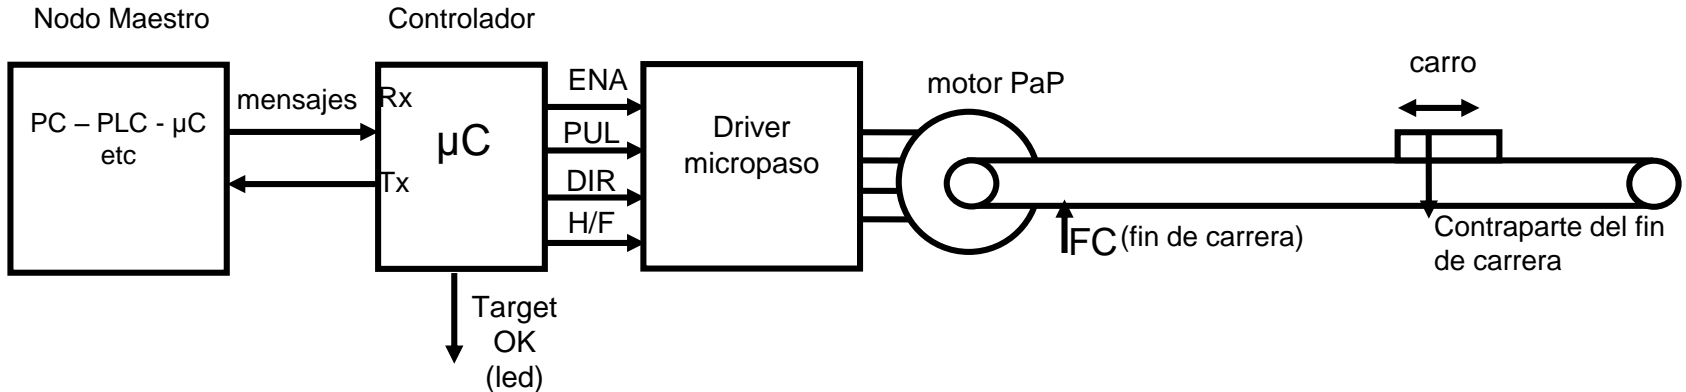 Nodo Maestro
Controlador
PC – PLC - µC
etc
mensajes
Rx
Tx
µC
ENA
PUL
DIR
H/F
Driver
micropaso
motor PaP
carro
FC (fin de carrera)
Contraparte del fin
de carrera
Target
OK
(led)